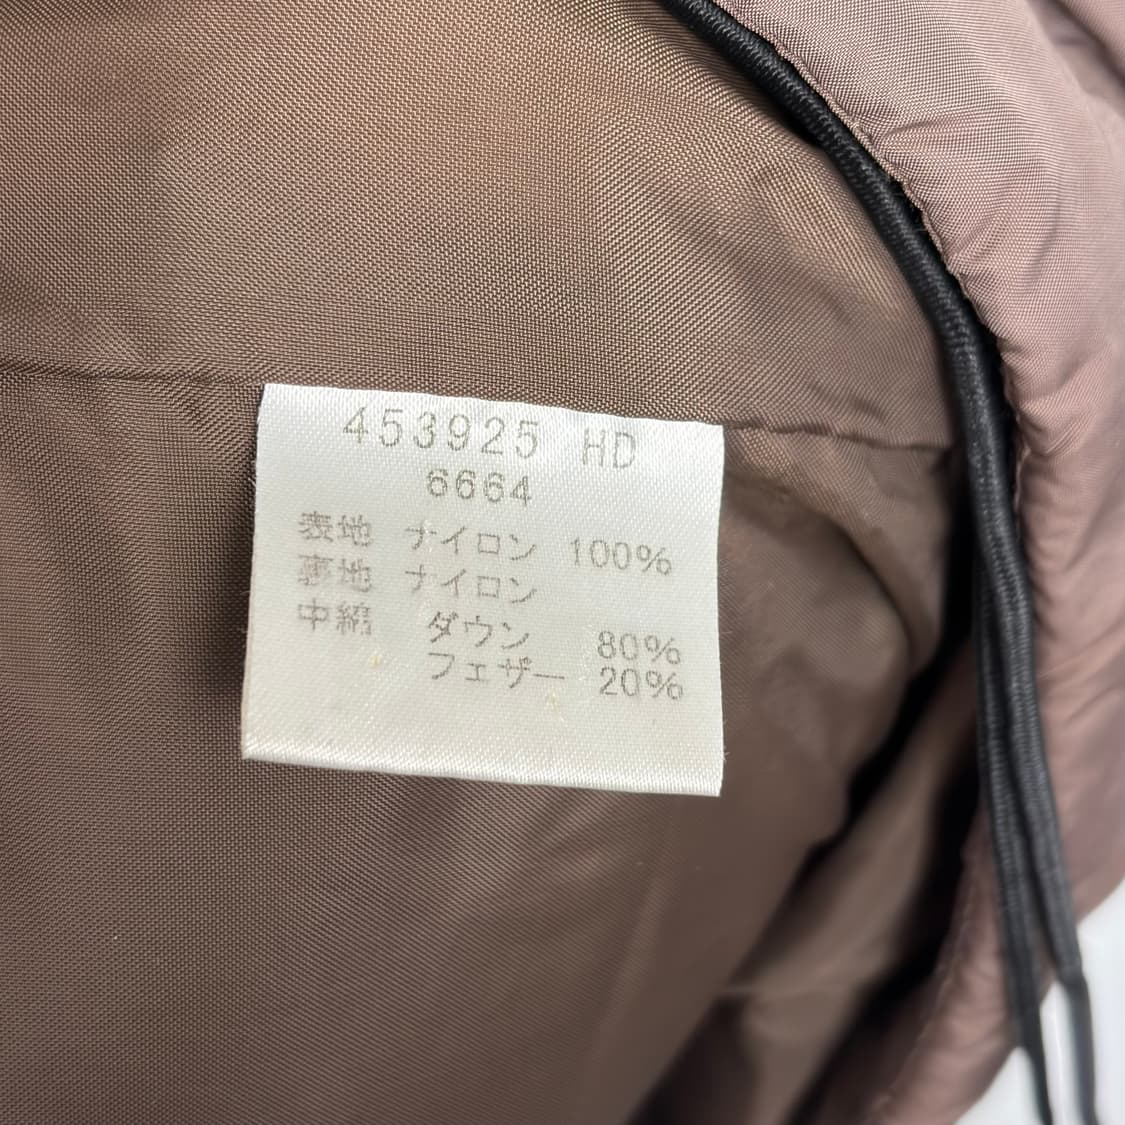 453925 HD
6664
表地 ナイロン 100%
裏地 ナイロン
中綿 ダウン 80%
フェザー 20%